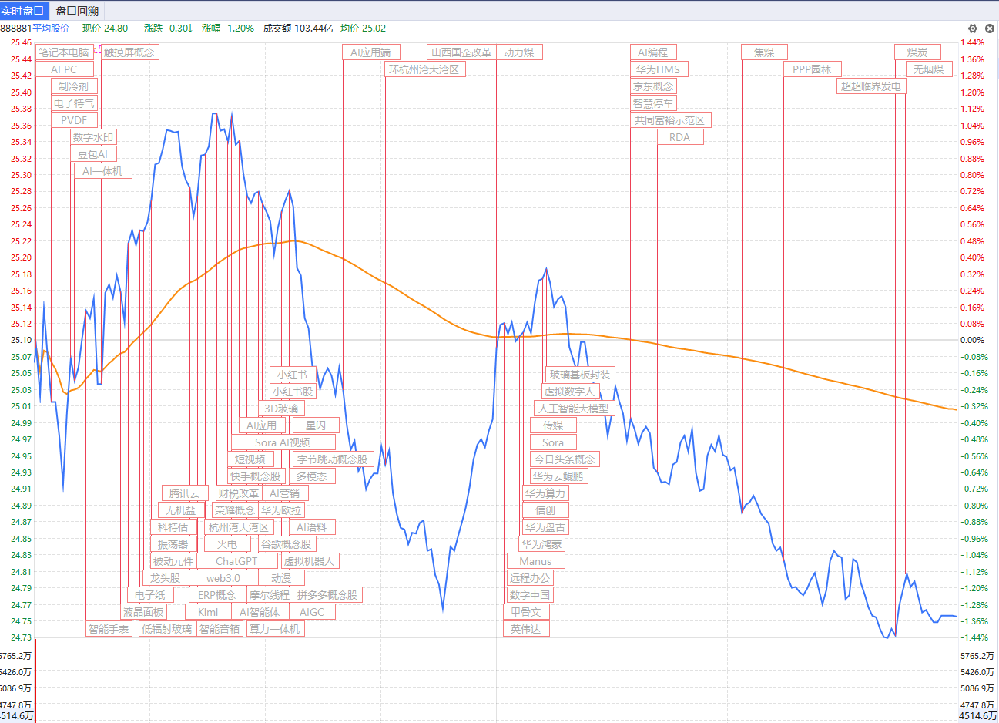 实时盘口 盘口回溯
888881平均股价 现价 24.80 涨跌 -0.30↓ 涨幅 -1.20% 成交额 103.44亿 均价 25.02
25.46 1.44%
笔记本电脑 触摸屏概念 AI应用端 山西国企改革 动力煤 AI编程 焦煤 煤炭
25.44 1.36%
AI PC 环杭州湾大湾区 华为HMS PPP园林 无烟煤
25.42 1.28%
制冷剂 京东概念 超超临界发电
25.40 1.20%
电子特气 智慧停车
25.38 1.12%
PVDF 共同富裕示范区
25.36 1.04%
数字水印 RDA
25.34 0.96%
豆包AI
25.32 0.88%
AI一体机
25.30 0.80%
25.28 0.72%
25.26 0.64%
25.24 0.56%
25.22 0.48%
25.20 0.40%
25.18 0.32%
25.16 0.24%
25.14 0.16%
25.12 0.08%
25.10 0.00%
25.07 -0.08%
25.05 -0.16%
小红书 玻璃基板封装
25.03 -0.24%
小红书股 虚拟数字人
25.01 -0.32%
3D玻璃 人工智能大模型
24.99 -0.40%
AI应用 星闪 传媒
24.97 -0.48%
Sora AI视频 Sora
24.95 -0.56%
短视频 字节跳动概念股 今日头条概念
24.93 -0.64%
快手概念股 多模态 华为云鲲鹏
24.91 -0.72%
腾讯云 财税改革 AI营销 华为算力
24.89 -0.80%
无机盐 荣耀概念 华为欧拉 信创
24.87 -0.88%
科特估 杭州湾大湾区 AI语料 华为盘古
24.85 -0.96%
振荡器 火电 谷歌概念股 华为鸿蒙
24.83 -1.04%
被动元件 ChatGPT 虚拟机器人 Manus
24.81 -1.12%
龙头股 web3.0 动漫 远程办公
24.79 -1.20%
电子纸 ERP概念 摩尔线程 拼多多概念股 数字中国
24.77 -1.28%
液晶面板 Kimi AI智能体 AIGC 甲骨文
24.75 -1.36%
智能手表 低辐射玻璃 智能音箱 算力一体机 英伟达
24.73 -1.44%
5765.2万 5765.2万
5426.0万 5426.0万
5086.9万 5086.9万
4747.8万 4747.8万
4514.6万 4514.6万